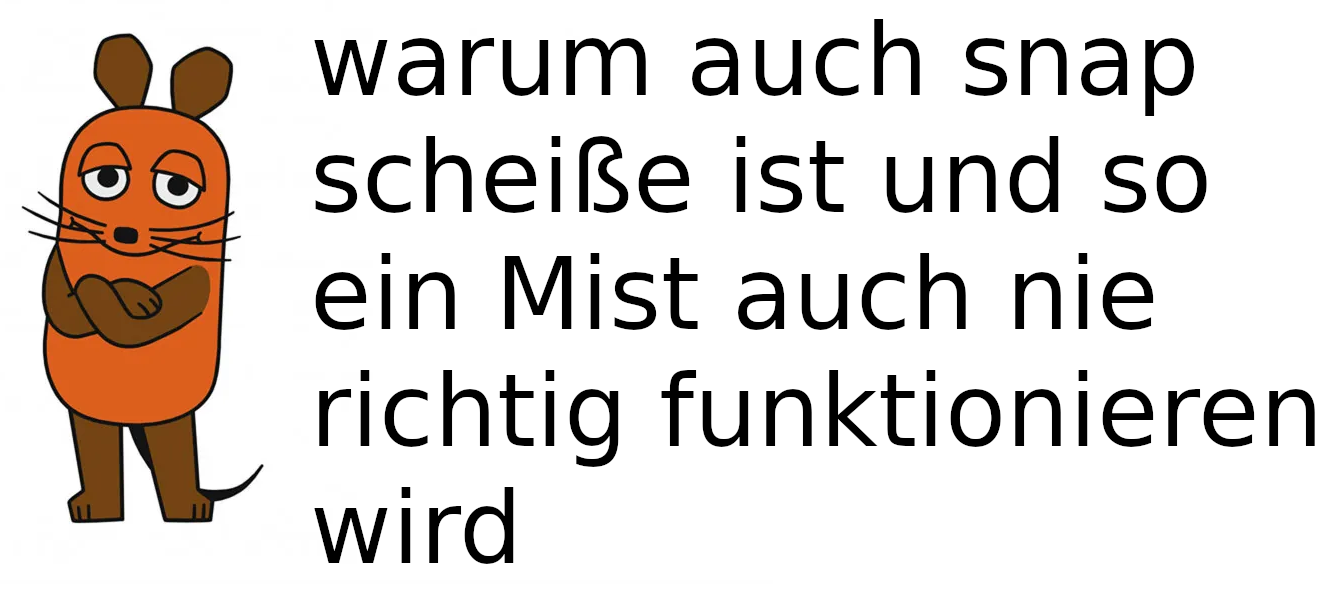 warum auch snap
scheiße ist und so
ein Mist auch nie
richtig funktionieren
wird